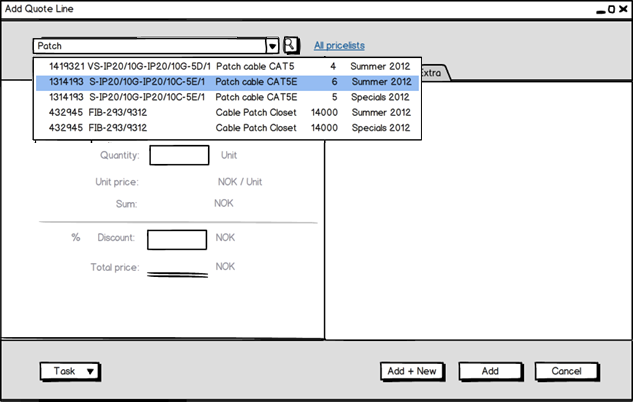 Add Quote Line
Patch
All pricelists
1419321 VS-IP20/10G-IP20/10G-5D/1 Patch cable CAT5 4 Summer 2012
1314193 S-IP20/10G-IP20/10C-5E/1 Patch cable CAT5E 6 Summer 2012
1314193 S-IP20/10G-IP20/10C-5E/1 Patch cable CAT5E 5 Specials 2012
432945 FIB-293/9312 Cable Patch Closet 14000 Summer 2012
432945 FIB-293/9312 Cable Patch Closet 14000 Specials 2012
Extra
Quantity: Unit
Unit price: NOK / Unit
Sum: NOK
% Discount: NOK
Total price: NOK
Task
Add + New
Add
Cancel